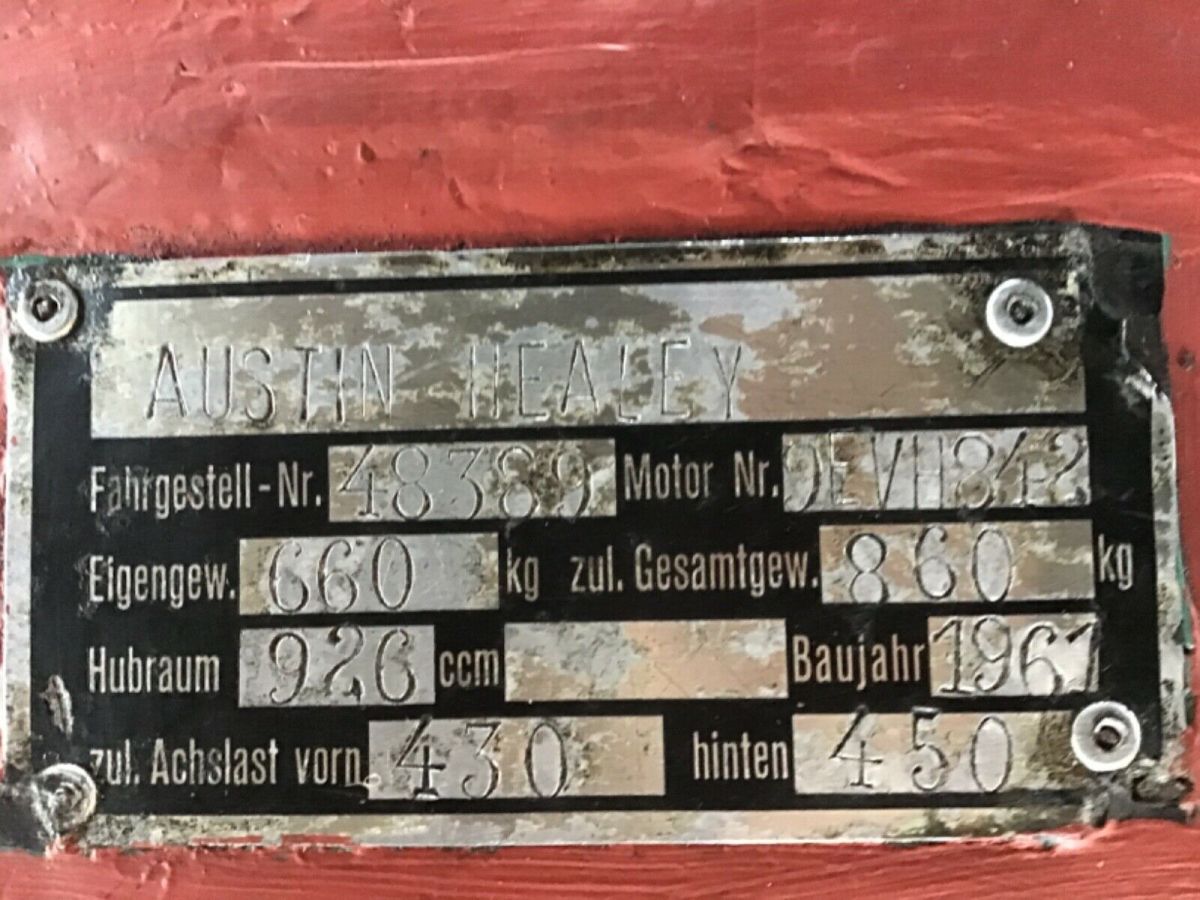 AUSTIN HEALEY
Fahrgestell-Nr. 48389 Motor Nr. 9EVH842
Eigengew. 660 kg zul. Gesamtgew. 860 kg
Hubraum 926 ccm Baujahr 1961
zul. Achslast vorn 430 hinten 450